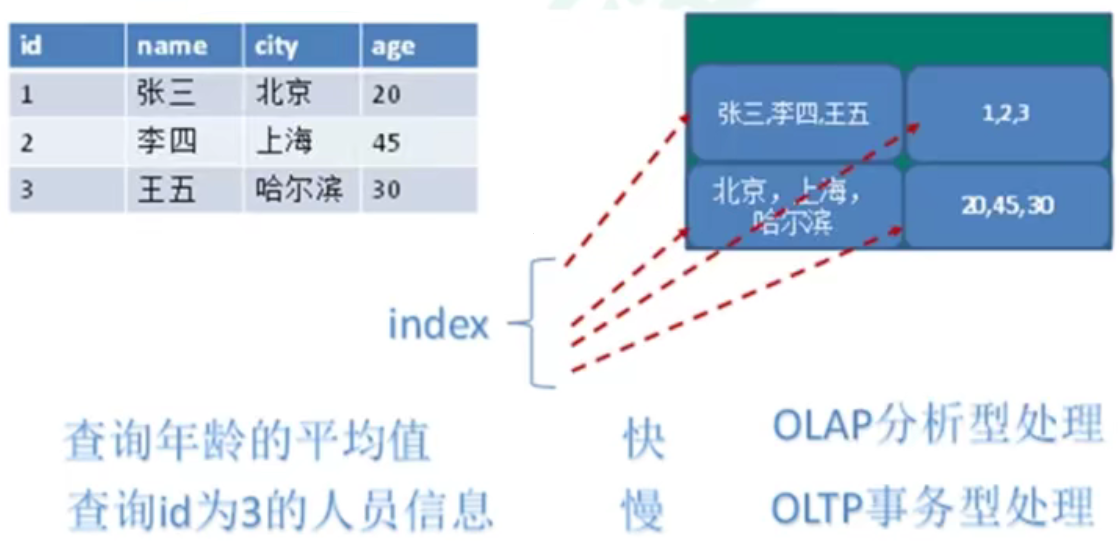 id name city age
1 张三 北京 20
2 李四 上海 45
3 王五 哈尔滨 30
张三,李四,王五
1,2,3
北京，上海，
哈尔滨
20,45,30
index
查询年龄的平均值 快 OLAP分析型处理
查询id为3的人员信息 慢 OLTP事务型处理